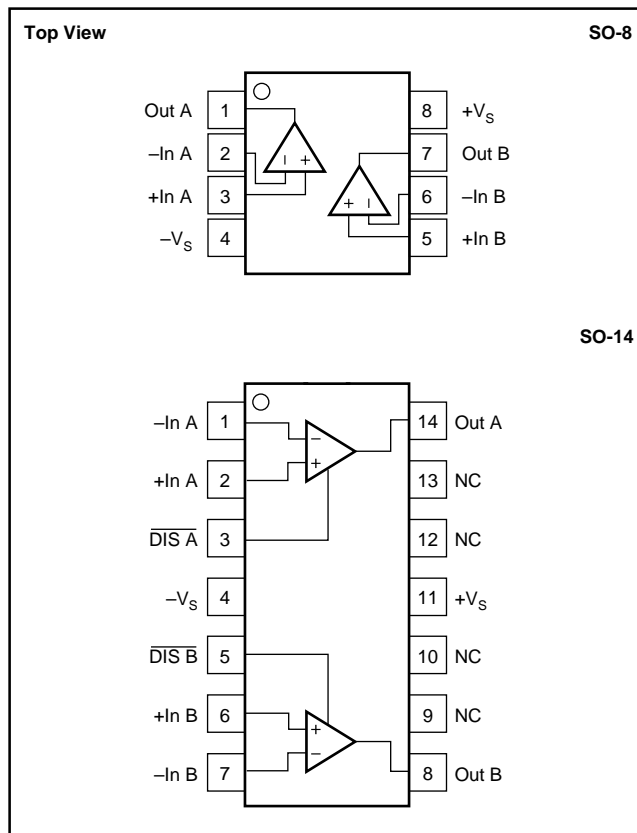 Top View SO-8
Out A 1 8 +VS
–In A 2 7 Out B
+In A 3 6 –In B
–VS 4 5 +In B
– + + –
SO-14
–In A 1 14 Out A
+In A 2 13 NC
DIS A 3 12 NC
–VS 4 11 +VS
DIS B 5 10 NC
+In B 6 9 NC
–In B 7 8 Out B
– +
+ –